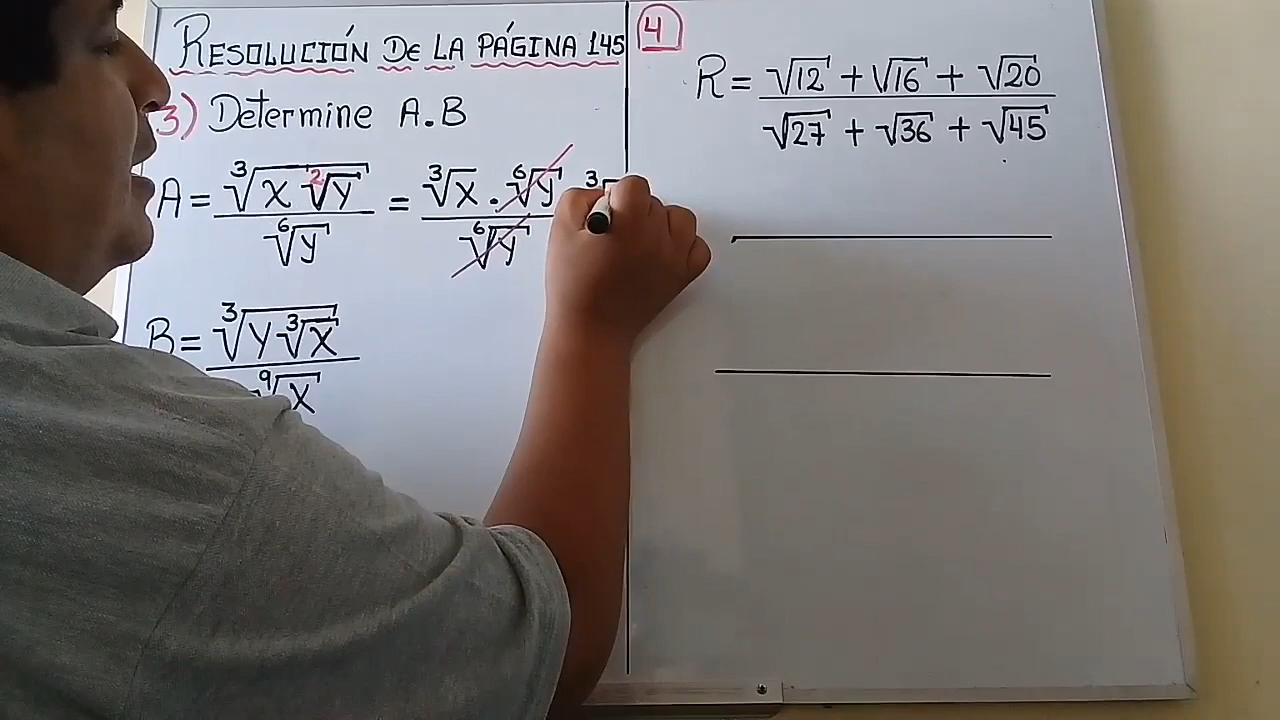 RESOLUCIÓN DE LA PÁGINA 145
3) Determine A.B
A = ∛(x ²√y) / ⁶√y = ∛x . ⁶√y / ⁶√y ∛
B = ∛(y ∛x) / ⁹√x
4
R = √12 + √16 + √20 / √27 + √36 + √45